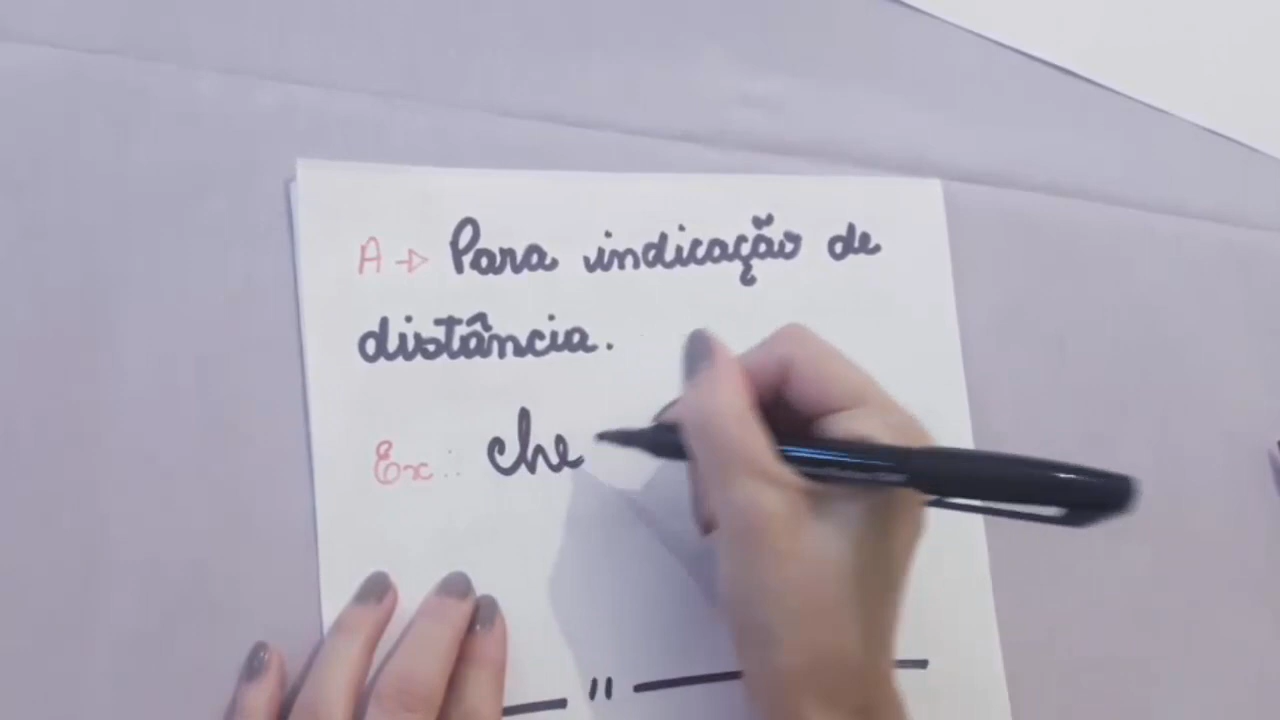 A → Para indicação de
distância.
Ex.: che
"